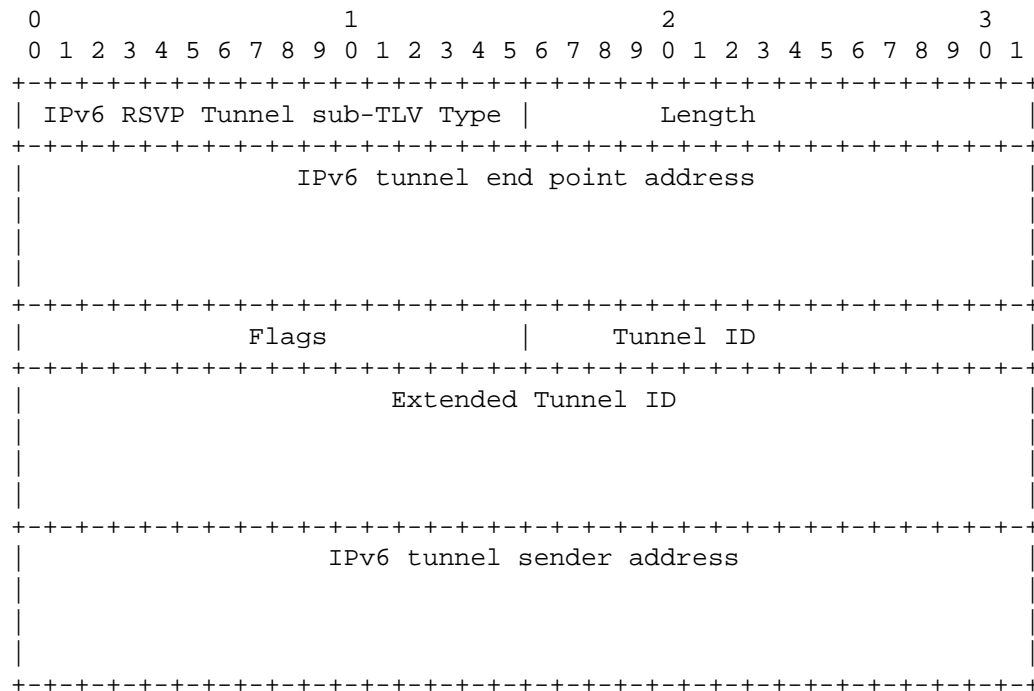 0                   1                   2                   3
 0 1 2 3 4 5 6 7 8 9 0 1 2 3 4 5 6 7 8 9 0 1 2 3 4 5 6 7 8 9 0 1
+-+-+-+-+-+-+-+-+-+-+-+-+-+-+-+-+-+-+-+-+-+-+-+-+-+-+-+-+-+-+-+-+
| IPv6 RSVP Tunnel sub-TLV Type |        Length                 |
+-+-+-+-+-+-+-+-+-+-+-+-+-+-+-+-+-+-+-+-+-+-+-+-+-+-+-+-+-+-+-+-+
|                 IPv6 tunnel end point address                 |
|                                                               |
|                                                               |
|                                                               |
+-+-+-+-+-+-+-+-+-+-+-+-+-+-+-+-+-+-+-+-+-+-+-+-+-+-+-+-+-+-+-+-+
|              Flags            |     Tunnel ID                 |
+-+-+-+-+-+-+-+-+-+-+-+-+-+-+-+-+-+-+-+-+-+-+-+-+-+-+-+-+-+-+-+-+
|                       Extended Tunnel ID                      |
|                                                               |
|                                                               |
|                                                               |
+-+-+-+-+-+-+-+-+-+-+-+-+-+-+-+-+-+-+-+-+-+-+-+-+-+-+-+-+-+-+-+-+
|                   IPv6 tunnel sender address                  |
|                                                               |
|                                                               |
|                                                               |
+-+-+-+-+-+-+-+-+-+-+-+-+-+-+-+-+-+-+-+-+-+-+-+-+-+-+-+-+-+-+-+-+